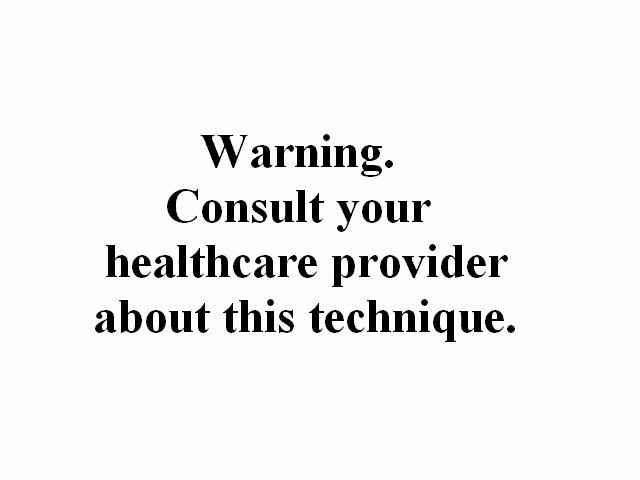 Warning.
Consult your
healthcare provider
about this technique.